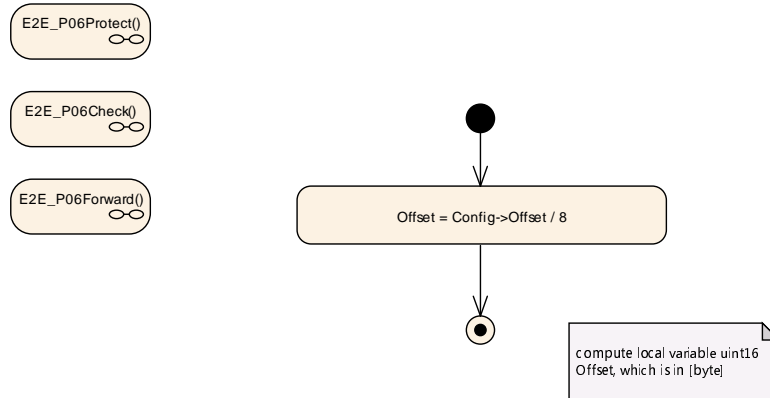 E2E_P06Protect()
E2E_P06Check()
E2E_P06Forward()
Offset = Config->Offset / 8
compute local variable uint16
Offset, which is in [byte]